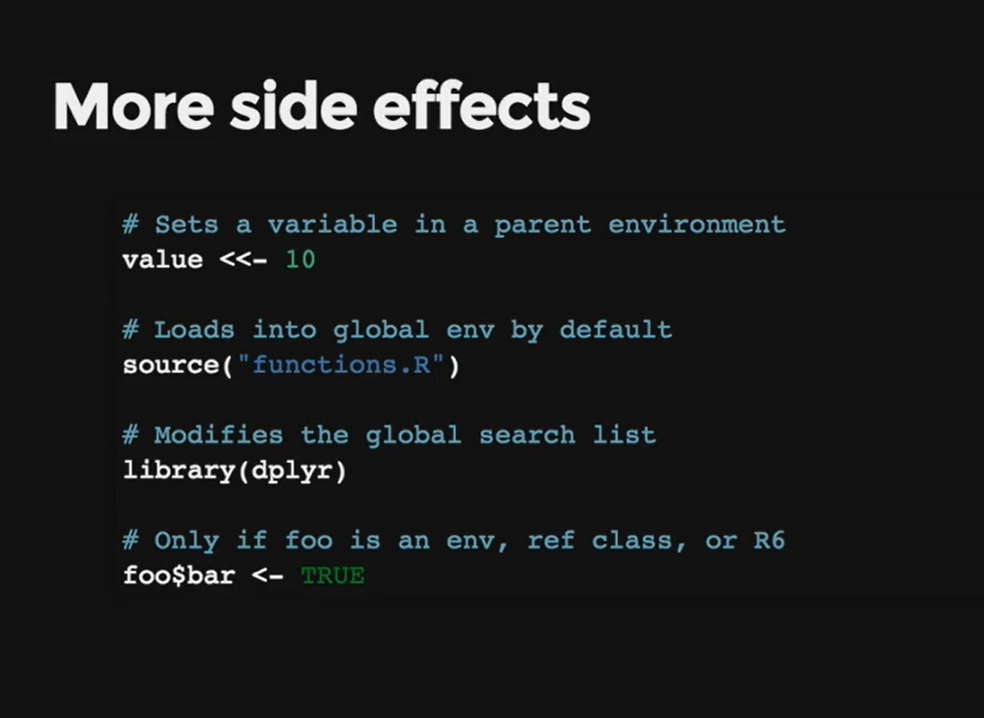 More side effects
# Sets a variable in a parent environment
value <<- 10
# Loads into global env by default
source("functions.R")
# Modifies the global search list
library(dplyr)
# Only if foo is an env, ref class, or R6
foo$bar <- TRUE